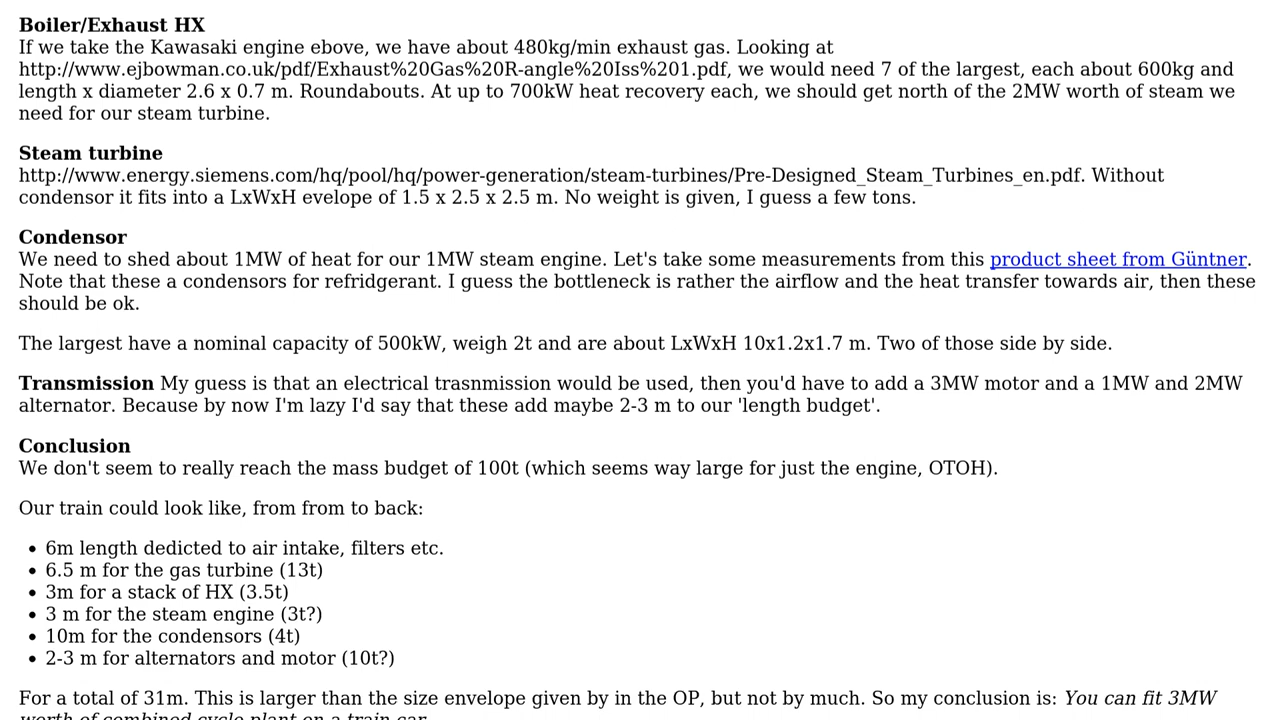 Boiler/Exhaust HX
If we take the Kawasaki engine ebove, we have about 480kg/min exhaust gas. Looking at
http://www.ejbowman.co.uk/pdf/Exhaust%20Gas%20R-angle%20Iss%201.pdf, we would need 7 of the largest, each about 600kg and
length x diameter 2.6 x 0.7 m. Roundabouts. At up to 700kW heat recovery each, we should get north of the 2MW worth of steam we
need for our steam turbine.
Steam turbine
http://www.energy.siemens.com/hq/pool/hq/power-generation/steam-turbines/Pre-Designed_Steam_Turbines_en.pdf. Without
condensor it fits into a LxWxH evelope of 1.5 x 2.5 x 2.5 m. No weight is given, I guess a few tons.
Condensor
We need to shed about 1MW of heat for our 1MW steam engine. Let's take some measurements from this product sheet from Güntner.
Note that these a condensors for refridgerant. I guess the bottleneck is rather the airflow and the heat transfer towards air, then these
should be ok.
The largest have a nominal capacity of 500kW, weigh 2t and are about LxWxH 10x1.2x1.7 m. Two of those side by side.
Transmission My guess is that an electrical trasnmission would be used, then you'd have to add a 3MW motor and a 1MW and 2MW
alternator. Because by now I'm lazy I'd say that these add maybe 2-3 m to our 'length budget'.
Conclusion
We don't seem to really reach the mass budget of 100t (which seems way large for just the engine, OTOH).
Our train could look like, from from to back:
• 6m length dedicted to air intake, filters etc.
• 6.5 m for the gas turbine (13t)
• 3m for a stack of HX (3.5t)
• 3 m for the steam engine (3t?)
• 10m for the condensors (4t)
• 2-3 m for alternators and motor (10t?)
For a total of 31m. This is larger than the size envelope given by in the OP, but not by much. So my conclusion is: You can fit 3MW
worth of combined cycle plant on a train car.